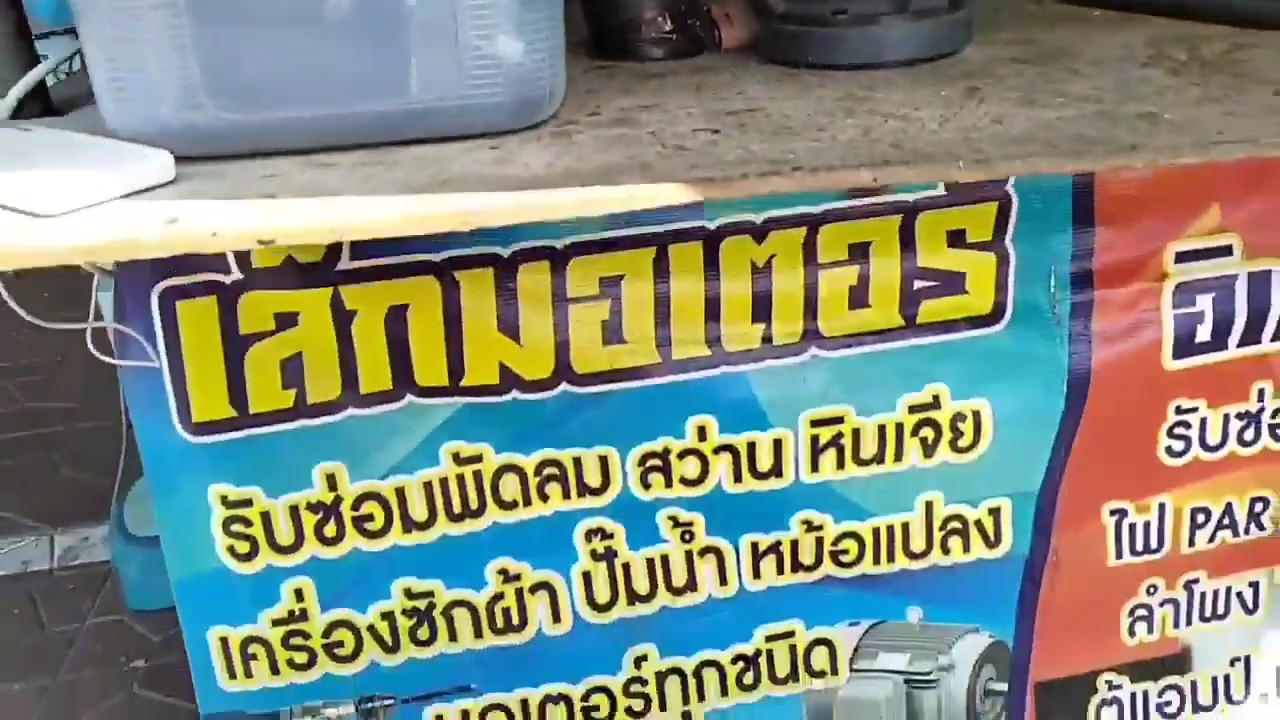 เล็กมอเตอร์
รับซ่อมพัดลม สว่าน หินเจีย
เครื่องซักผ้า ปั๊มน้ำ หม้อแปลง
มอเตอร์ทุกชนิด
รับซ่อ
ไฟ PAR
ลำโพง
ตู้แอมป์